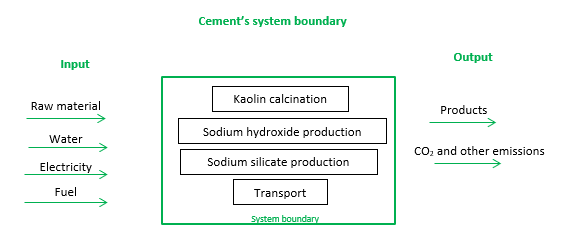 Cement's system boundary
Input
Output
Raw material
Water
Electricity
Fuel
Kaolin calcination
Sodium hydroxide production
Sodium silicate production
Transport
System boundary
Products
CO₂ and other emissions